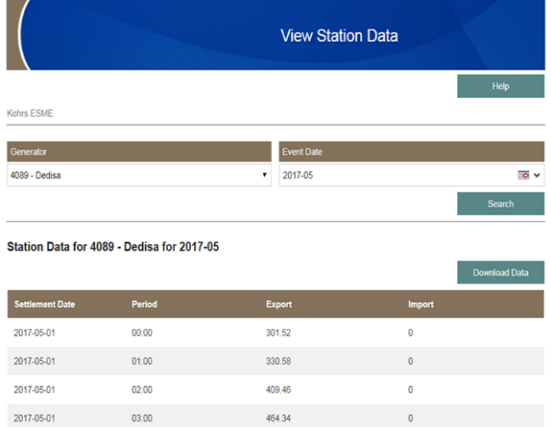 View Station Data
Help
Kohrs ESME
Generator Event Date
4089 - Dedisa 2017-05
Search
Station Data for 4089 - Dedisa for 2017-05
Download Data
Settlement Date Period Export Import
2017-05-01 00:00 301.52 0
2017-05-01 01:00 330.58 0
2017-05-01 02:00 409.46 0
2017-05-01 03:00 464.34 0